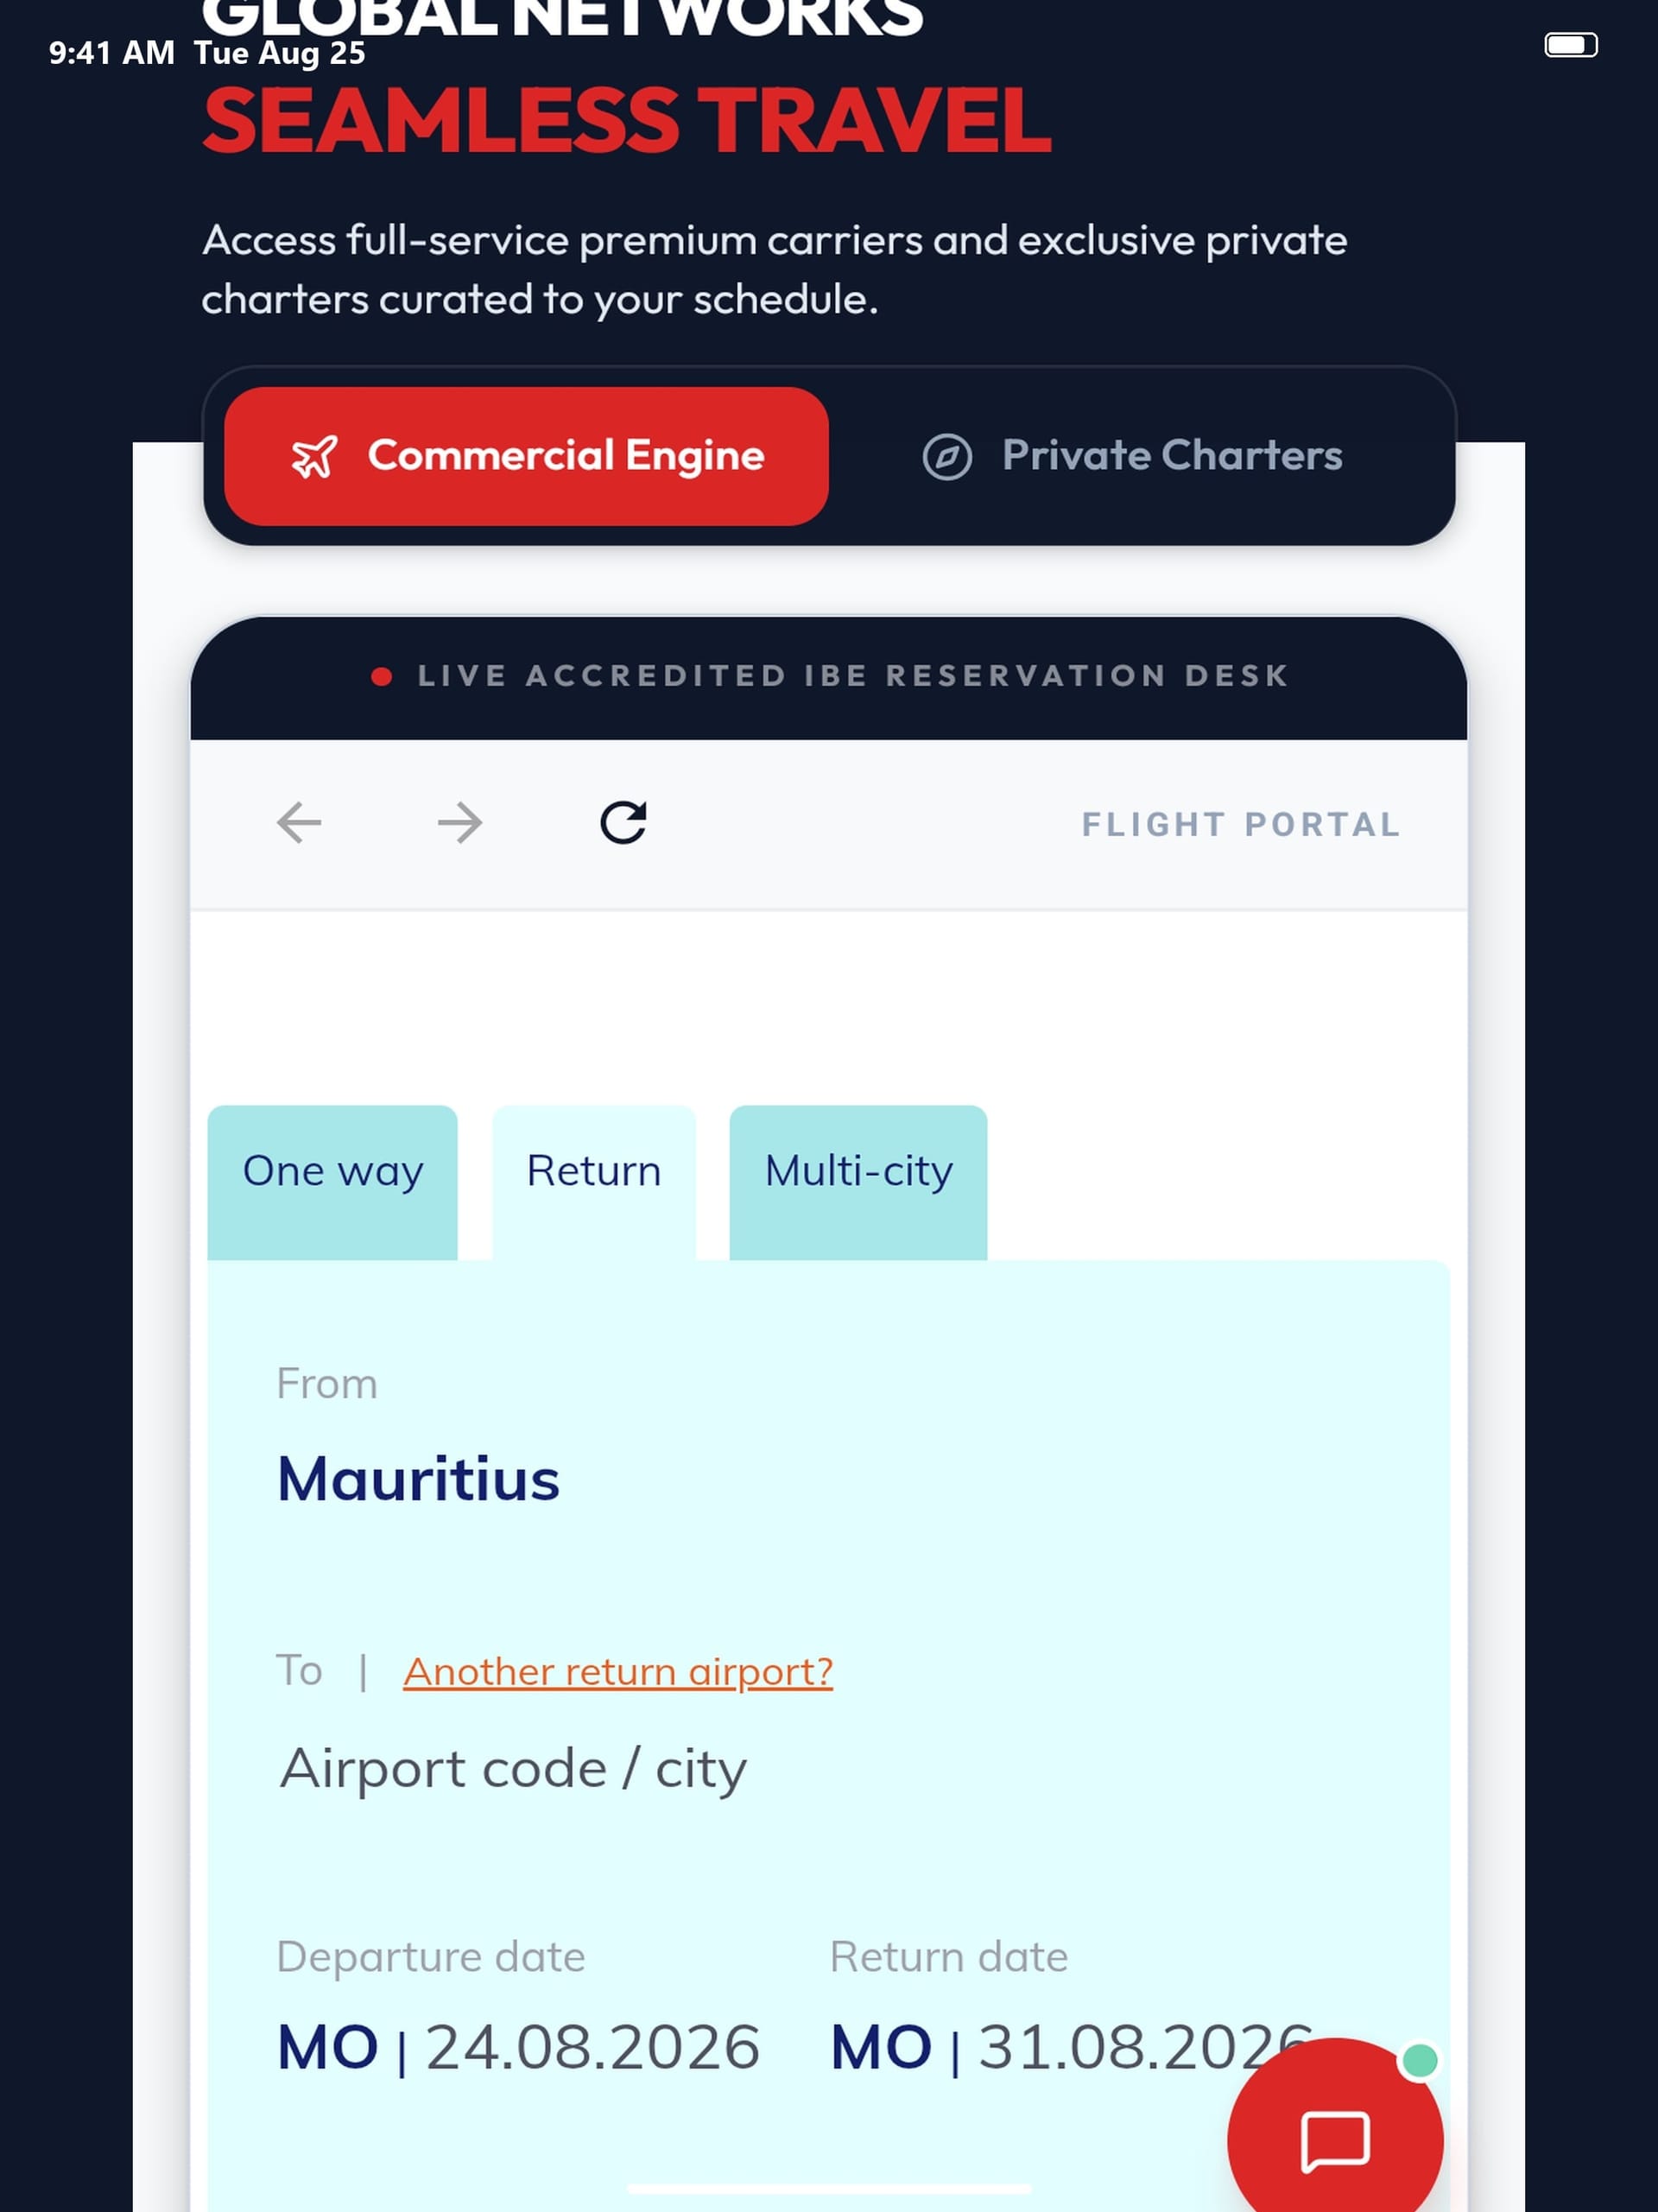 GLOBAL NETWORKS
9:41 AM Tue Aug 25
SEAMLESS TRAVEL
Access full-service premium carriers and exclusive private
charters curated to your schedule.
Commercial Engine
Private Charters
LIVE ACCREDITED IBE RESERVATION DESK
FLIGHT PORTAL
One way
Return
Multi-city
From
Mauritius
To | Another return airport?
Airport code / city
Departure date
Return date
MO | 24.08.2026
MO | 31.08.2026